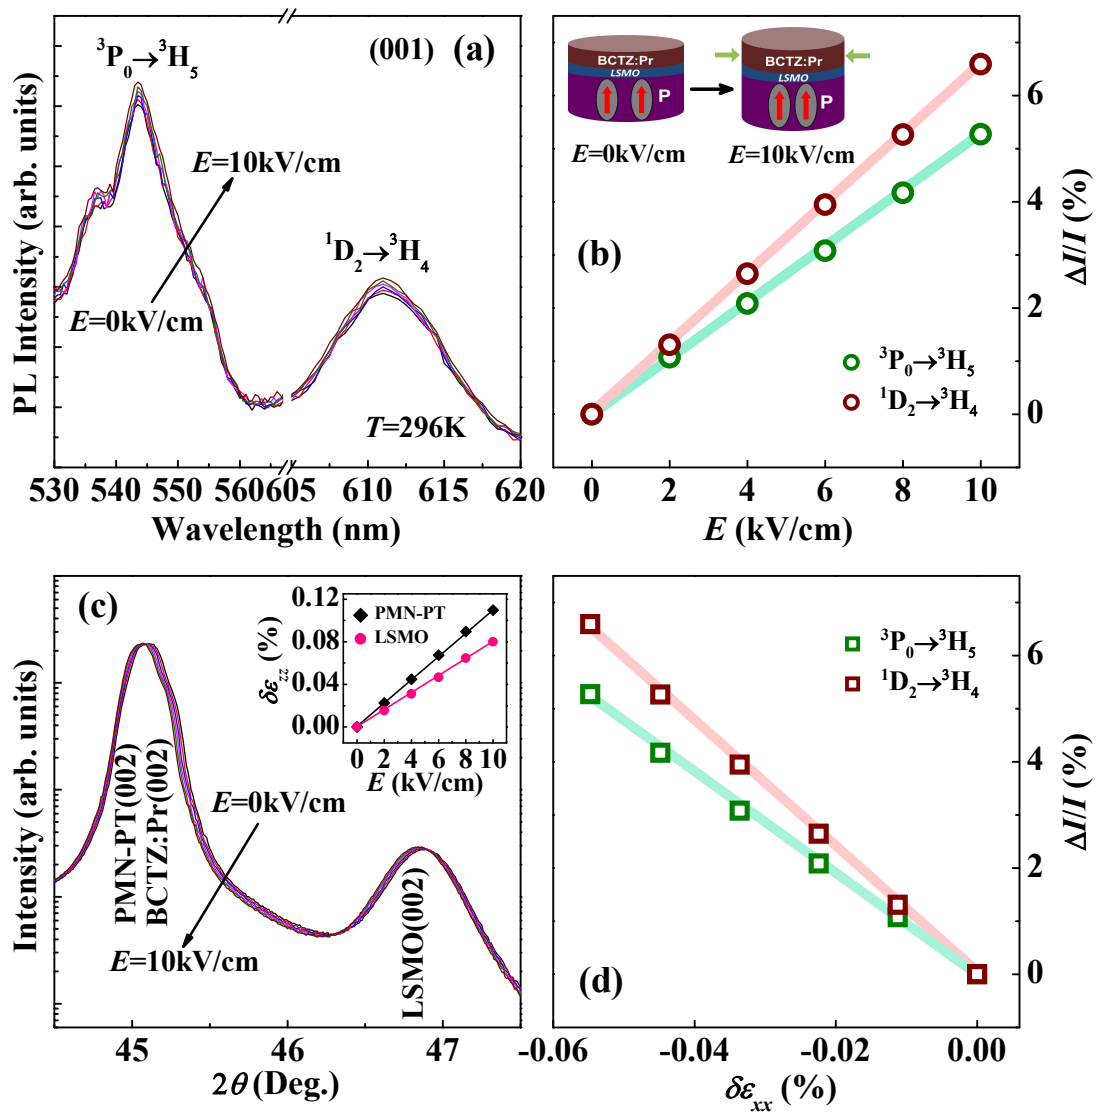 ³P₀→³H₅
(001)
(a)
E=10kV/cm
¹D₂→³H₄
E=0kV/cm
T=296K
PL Intensity (arb. units)
530 540 550 560 605 610 615 620
Wavelength (nm)
BCTZ:Pr
LSMO
P
E=0kV/cm
BCTZ:Pr
LSMO
P
E=10kV/cm
(b)
³P₀→³H₅
¹D₂→³H₄
6
4
2
0
ΔI/I (%)
0 2 4 6 8 10
E (kV/cm)
(c)
0.12
0.08
0.04
0.00
δε_zz (%)
PMN-PT
LSMO
0 2 4 6 8 10
E (kV/cm)
PMN-PT(002)
BCTZ:Pr(002)
E=0kV/cm
E=10kV/cm
LSMO(002)
Intensity (arb. units)
45 46 47
2θ (Deg.)
³P₀→³H₅
¹D₂→³H₄
(d)
6
4
2
0
ΔI/I (%)
-0.06 -0.04 -0.02 0.00
δε_xx (%)